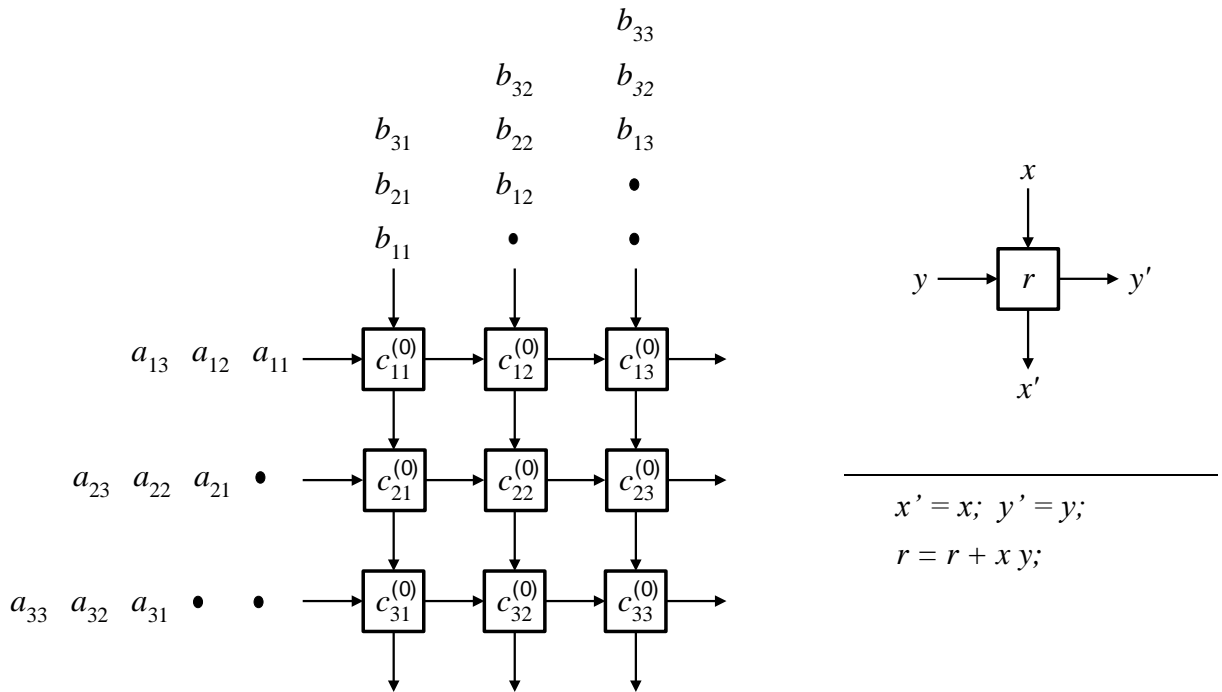 b₃₃
b₃₂ b₃₂
b₃₁ b₂₂ b₁₃
b₂₁ b₁₂ •
b₁₁ • •
x
y r y′
x′
a₁₃ a₁₂ a₁₁ c₁₁⁽⁰⁾ c₁₂⁽⁰⁾ c₁₃⁽⁰⁾
a₂₃ a₂₂ a₂₁ • c₂₁⁽⁰⁾ c₂₂⁽⁰⁾ c₂₃⁽⁰⁾
a₃₃ a₃₂ a₃₁ • • c₃₁⁽⁰⁾ c₃₂⁽⁰⁾ c₃₃⁽⁰⁾
x’ = x; y’ = y;
r = r + x y;